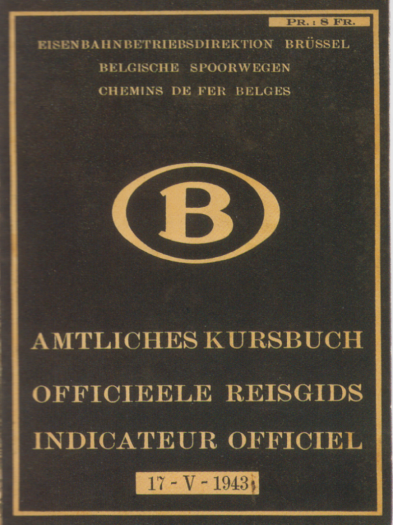 PR.: 8 FR.
EISENBAHNBETRIEBSDIREKTION BRÜSSEL
BELGISCHE SPOORWEGEN
CHEMINS DE FER BELGES
B
AMTLICHES KURSBUCH
OFFICIEELE REISGIDS
INDICATEUR OFFICIEL
17 - V - 1943